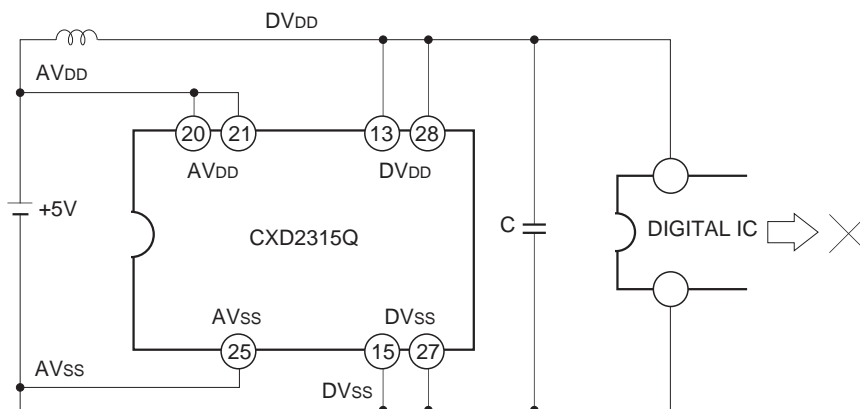 DVDD
AVDD
20 21 13 28
AVDD DVDD
+5V
CXD2315Q
C
DIGITAL IC
AVSS DVSS
25 15 27
AVSS
DVSS